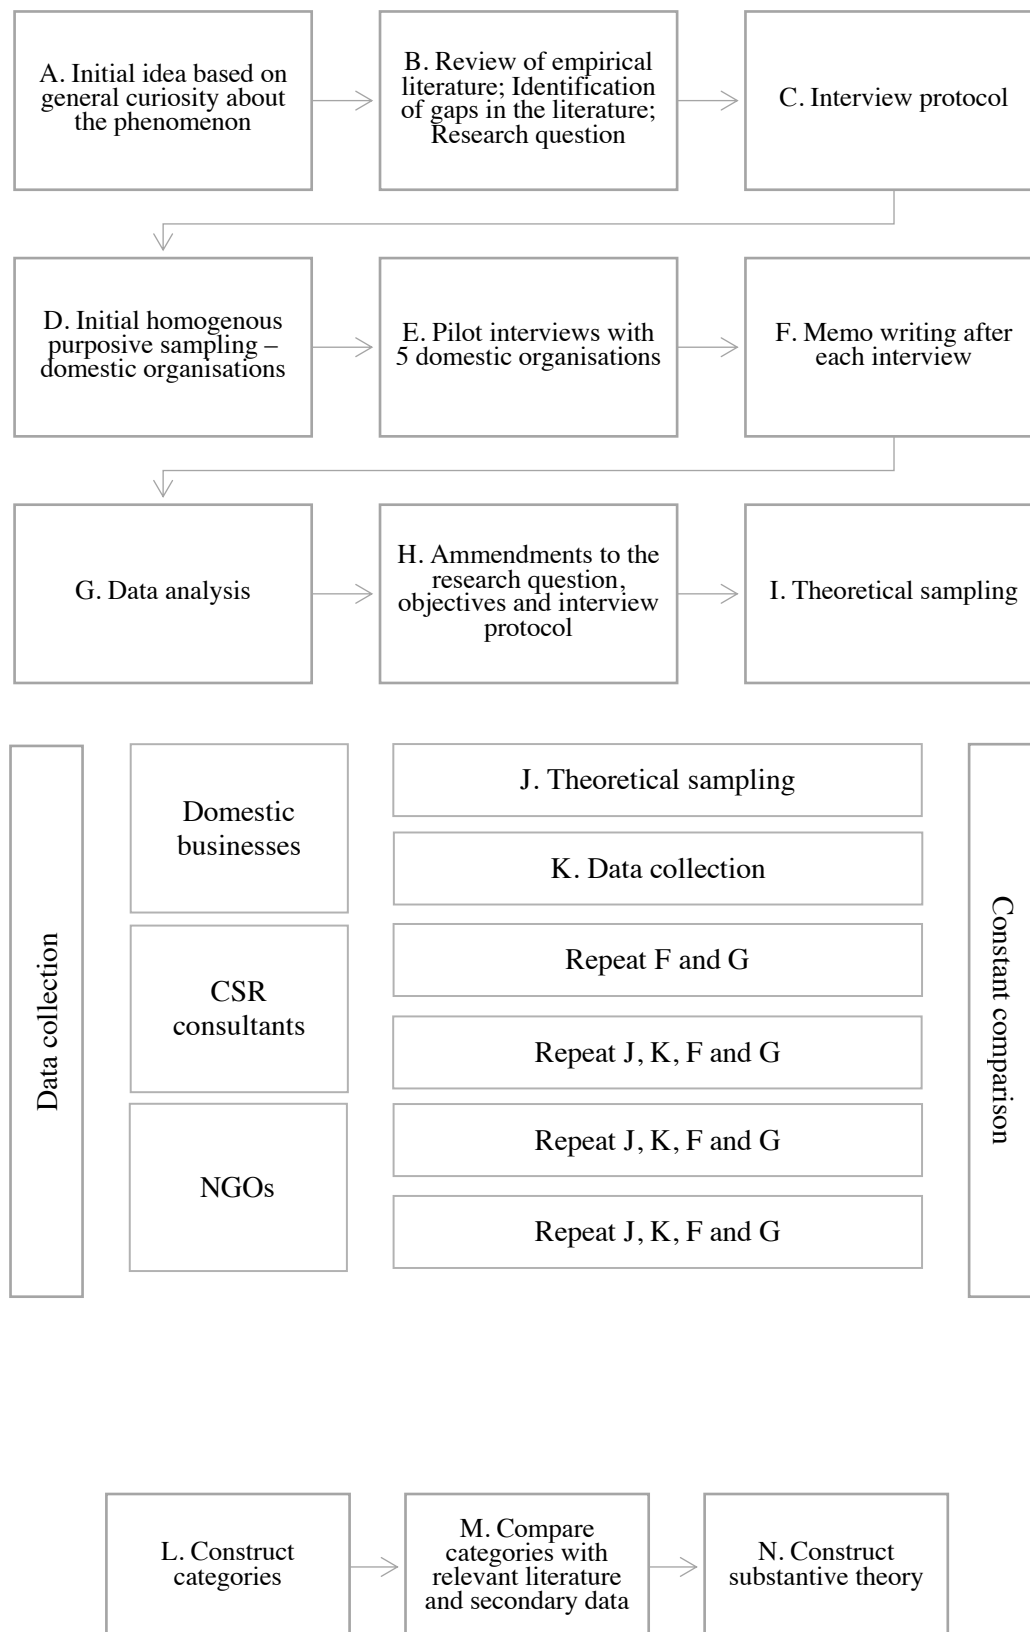 A. Initial idea based on
general curiosity about
the phenomenon
B. Review of empirical
literature; Identification
of gaps in the literature;
Research question
C. Interview protocol
D. Initial homogenous
purposive sampling –
domestic organisations
E. Pilot interviews with
5 domestic organisations
F. Memo writing after
each interview
G. Data analysis
H. Ammendments to the
research question,
objectives and interview
protocol
I. Theoretical sampling
Data collection
Domestic
businesses
CSR
consultants
NGOs
J. Theoretical sampling
K. Data collection
Repeat F and G
Repeat J, K, F and G
Repeat J, K, F and G
Repeat J, K, F and G
Constant comparison
L. Construct
categories
M. Compare
categories with
relevant literature
and secondary data
N. Construct
substantive theory